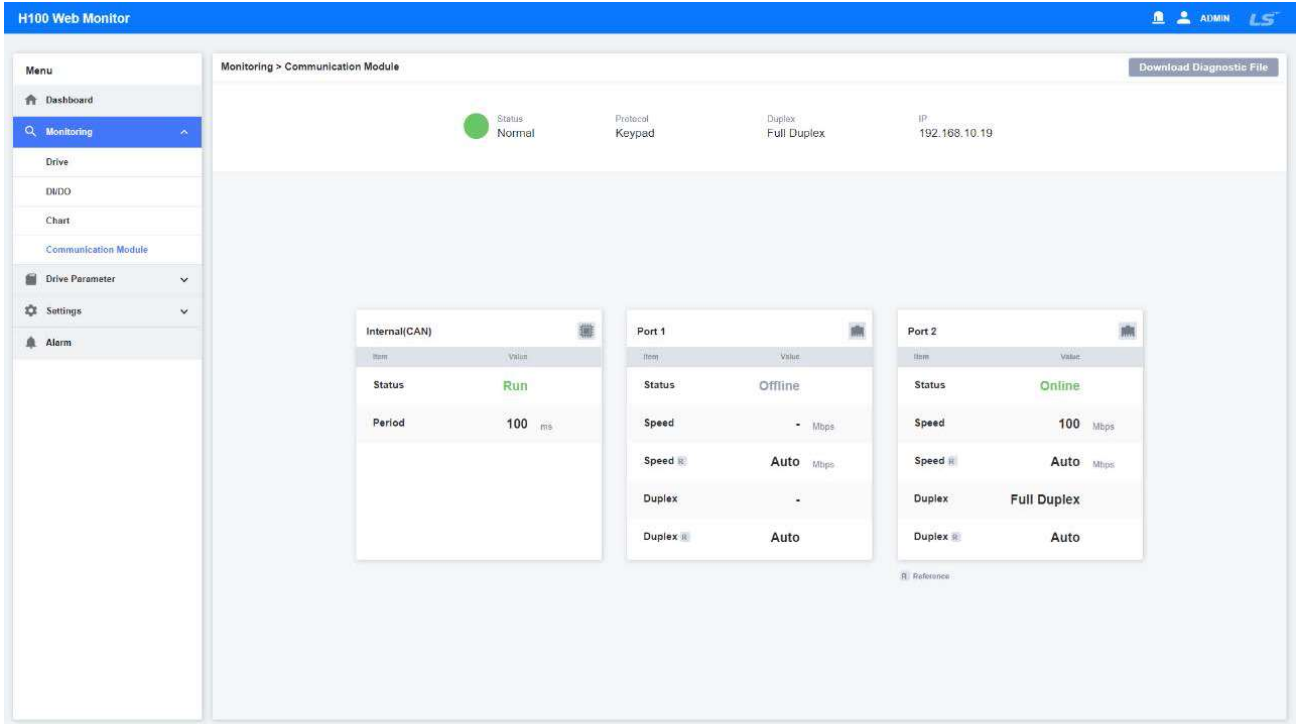 H100 Web Monitor
ADMIN
LS
Menu
Dashboard
Monitoring
Drive
DI/DO
Chart
Communication Module
Drive Parameter
Settings
Alarm
Monitoring > Communication Module
Download Diagnostic File
Status Protocol Duplex IP
Normal Keypad Full Duplex 192.168.10.19
Internal(CAN)
Item Value
Status Run
Period 100 ms
Port 1
Item Value
Status Offline
Speed - Mbps
Speed R Auto Mbps
Duplex -
Duplex R Auto
Port 2
Item Value
Status Online
Speed 100 Mbps
Speed R Auto Mbps
Duplex Full Duplex
Duplex R Auto
R Reference